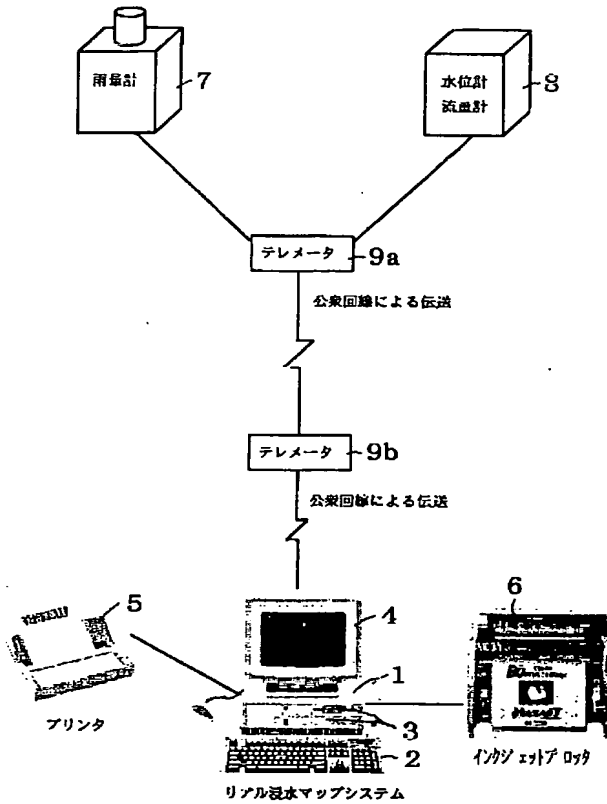 雨量計
7
水位計
流量計
8
テレメータ
9a
公衆回線による伝送
テレメータ
9b
公衆回線による伝送
5
4
6
1
3
2
プリンタ
インクジェットプロッタ
リアル浸水マップシステム